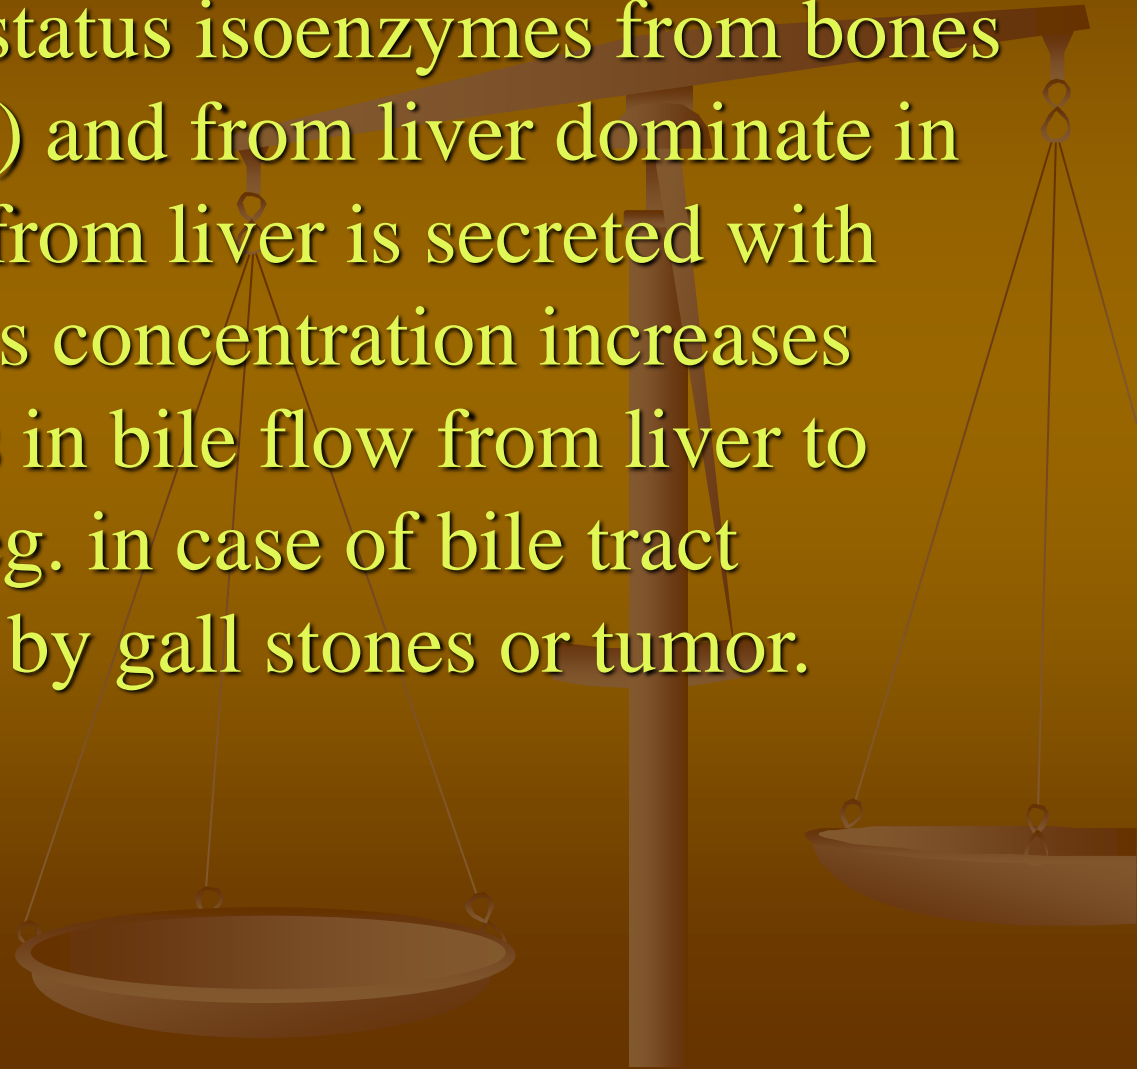 status isoenzymes from bones
) and from liver dominate in
from liver is secreted with
s concentration increases
in bile flow from liver to
eg. in case of bile tract
by gall stones or tumor.